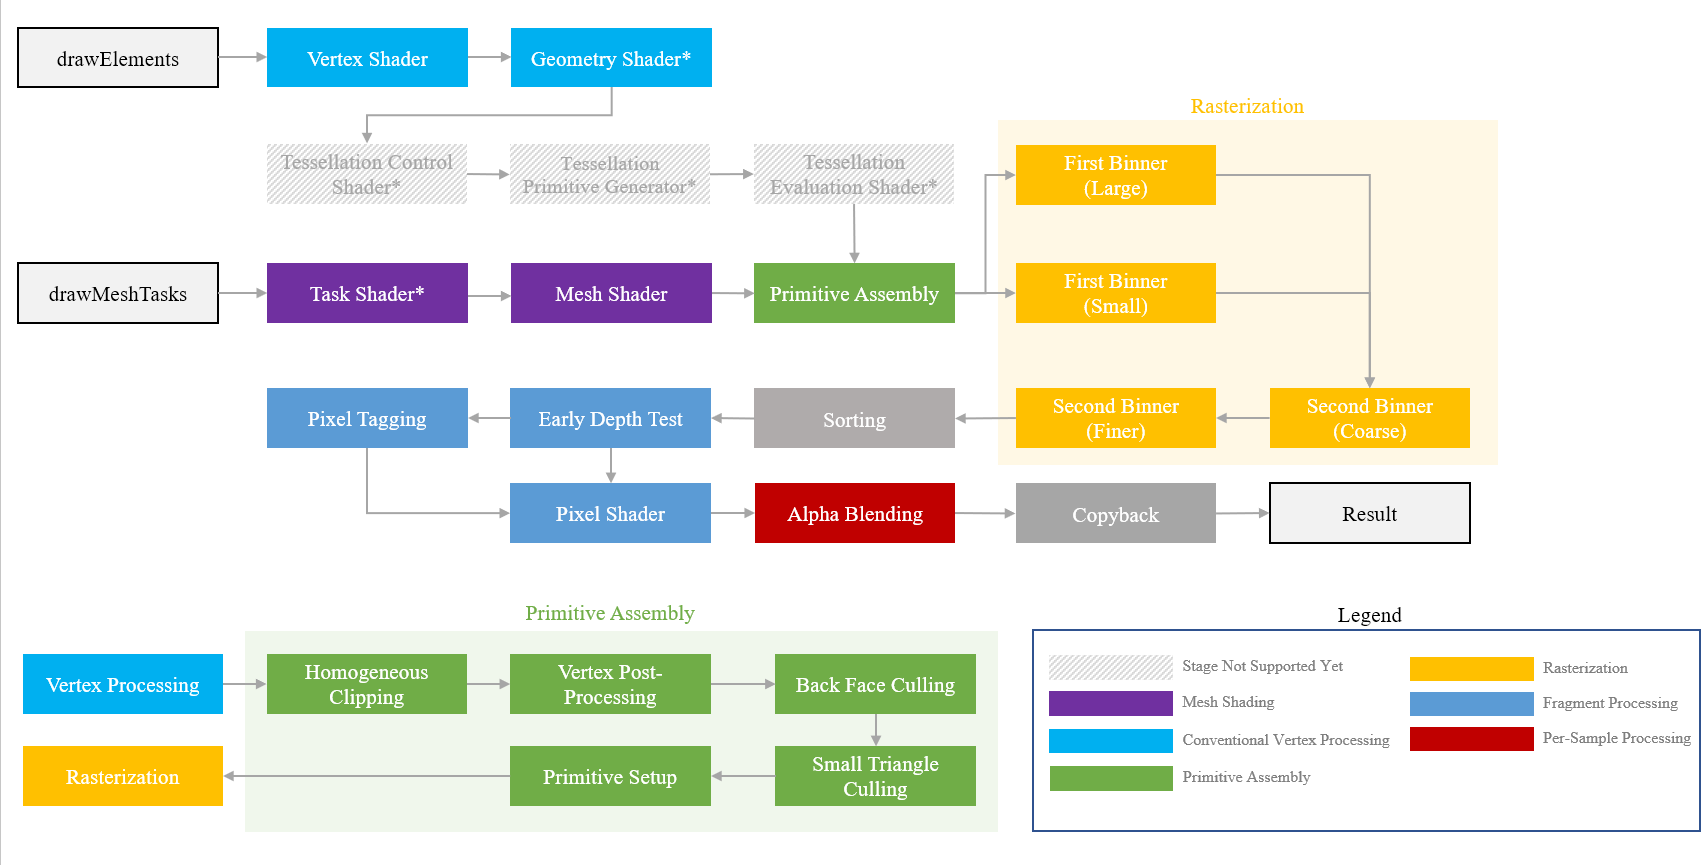 drawElements
Vertex Shader
Geometry Shader*
Rasterization
Tessellation Control
Shader*
Tessellation
Primitive Generator*
Tessellation
Evaluation Shader*
First Binner
(Large)
drawMeshTasks
Task Shader*
Mesh Shader
Primitive Assembly
First Binner
(Small)
Pixel Tagging
Early Depth Test
Sorting
Second Binner
(Finer)
Second Binner
(Coarse)
Pixel Shader
Alpha Blending
Copyback
Result
Primitive Assembly
Vertex Processing
Homogeneous
Clipping
Vertex Post-
Processing
Back Face Culling
Rasterization
Primitive Setup
Small Triangle
Culling
Legend
Stage Not Supported Yet
Mesh Shading
Conventional Vertex Processing
Primitive Assembly
Rasterization
Fragment Processing
Per-Sample Processing